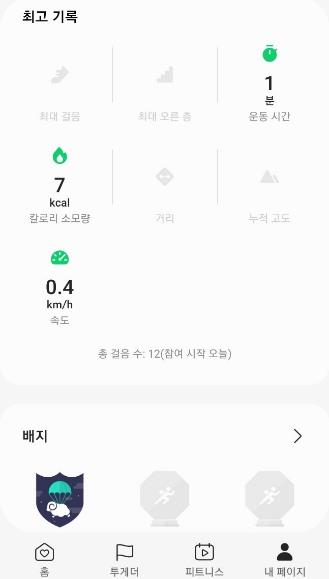 최고 기록
최대 걸음
최대 오른 층
1
분
운동 시간
7
kcal
칼로리 소모량
거리
누적 고도
0.4
km/h
속도
총 걸음 수: 12(참여 시작 오늘)
배지
홈
투게더
피트니스
내 페이지